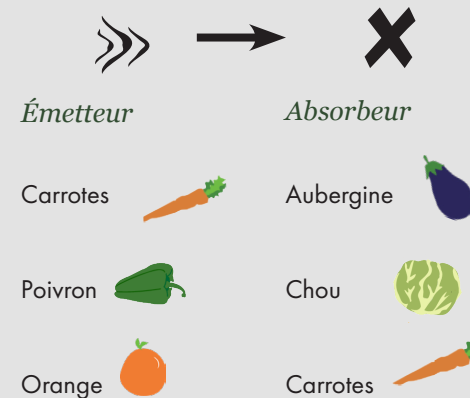 Émetteur Absorbeur
Carrotes Aubergine
Poivron Chou
Orange Carrotes